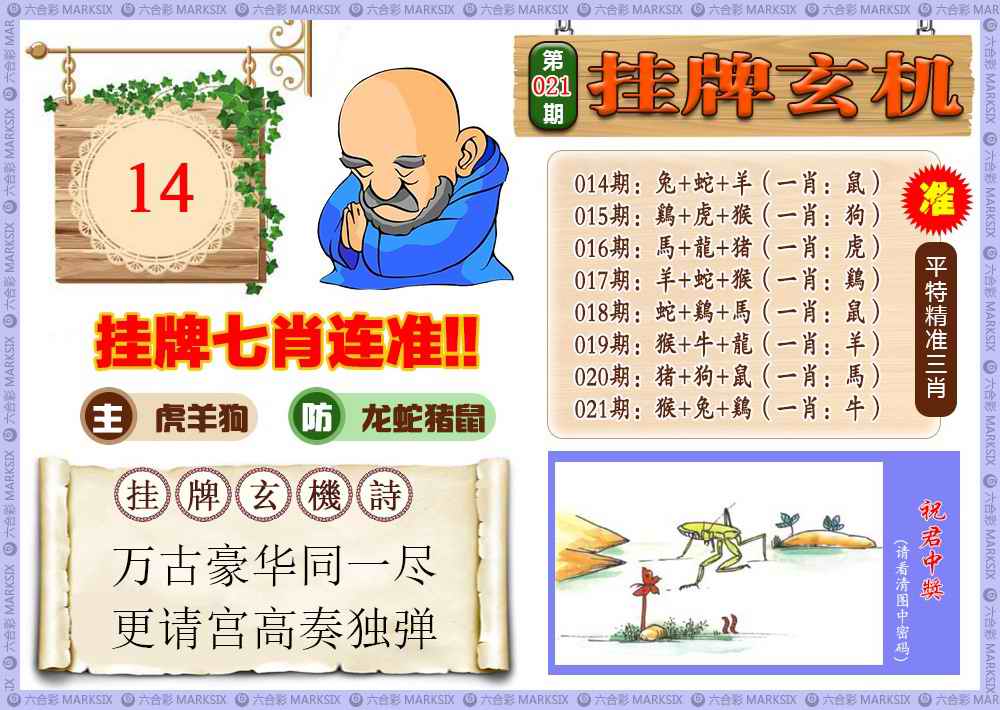 六合彩 MARKSIX
第021期
挂牌玄机
14
挂牌七肖连准!!
主 虎羊狗
防 龙蛇猪鼠
挂牌玄機詩
万古豪华同一尽
更请宫高奏独弹
014期：兔+蛇+羊（一肖：鼠）
015期：鷄+虎+猴（一肖：狗）
016期：馬+龍+猪（一肖：虎）
017期：羊+蛇+猴（一肖：鷄）
018期：蛇+鷄+馬（一肖：鼠）
019期：猴+牛+龍（一肖：羊）
020期：猪+狗+鼠（一肖：馬）
021期：猴+兔+鷄（一肖：牛）
准
平特精准三肖
祝君中獎
（请看清图中密码）